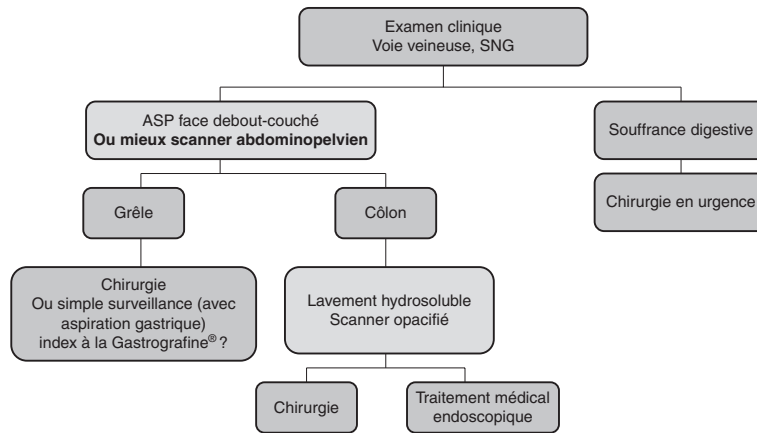 Examen clinique
Voie veineuse, SNG
ASP face debout-couché
Ou mieux scanner abdominopelvien
Souffrance digestive
Chirurgie en urgence
Grêle
Côlon
Chirurgie
Ou simple surveillance (avec
aspiration gastrique)
index à la Gastrografine® ?
Lavement hydrosoluble
Scanner opacifié
Chirurgie
Traitement médical
endoscopique